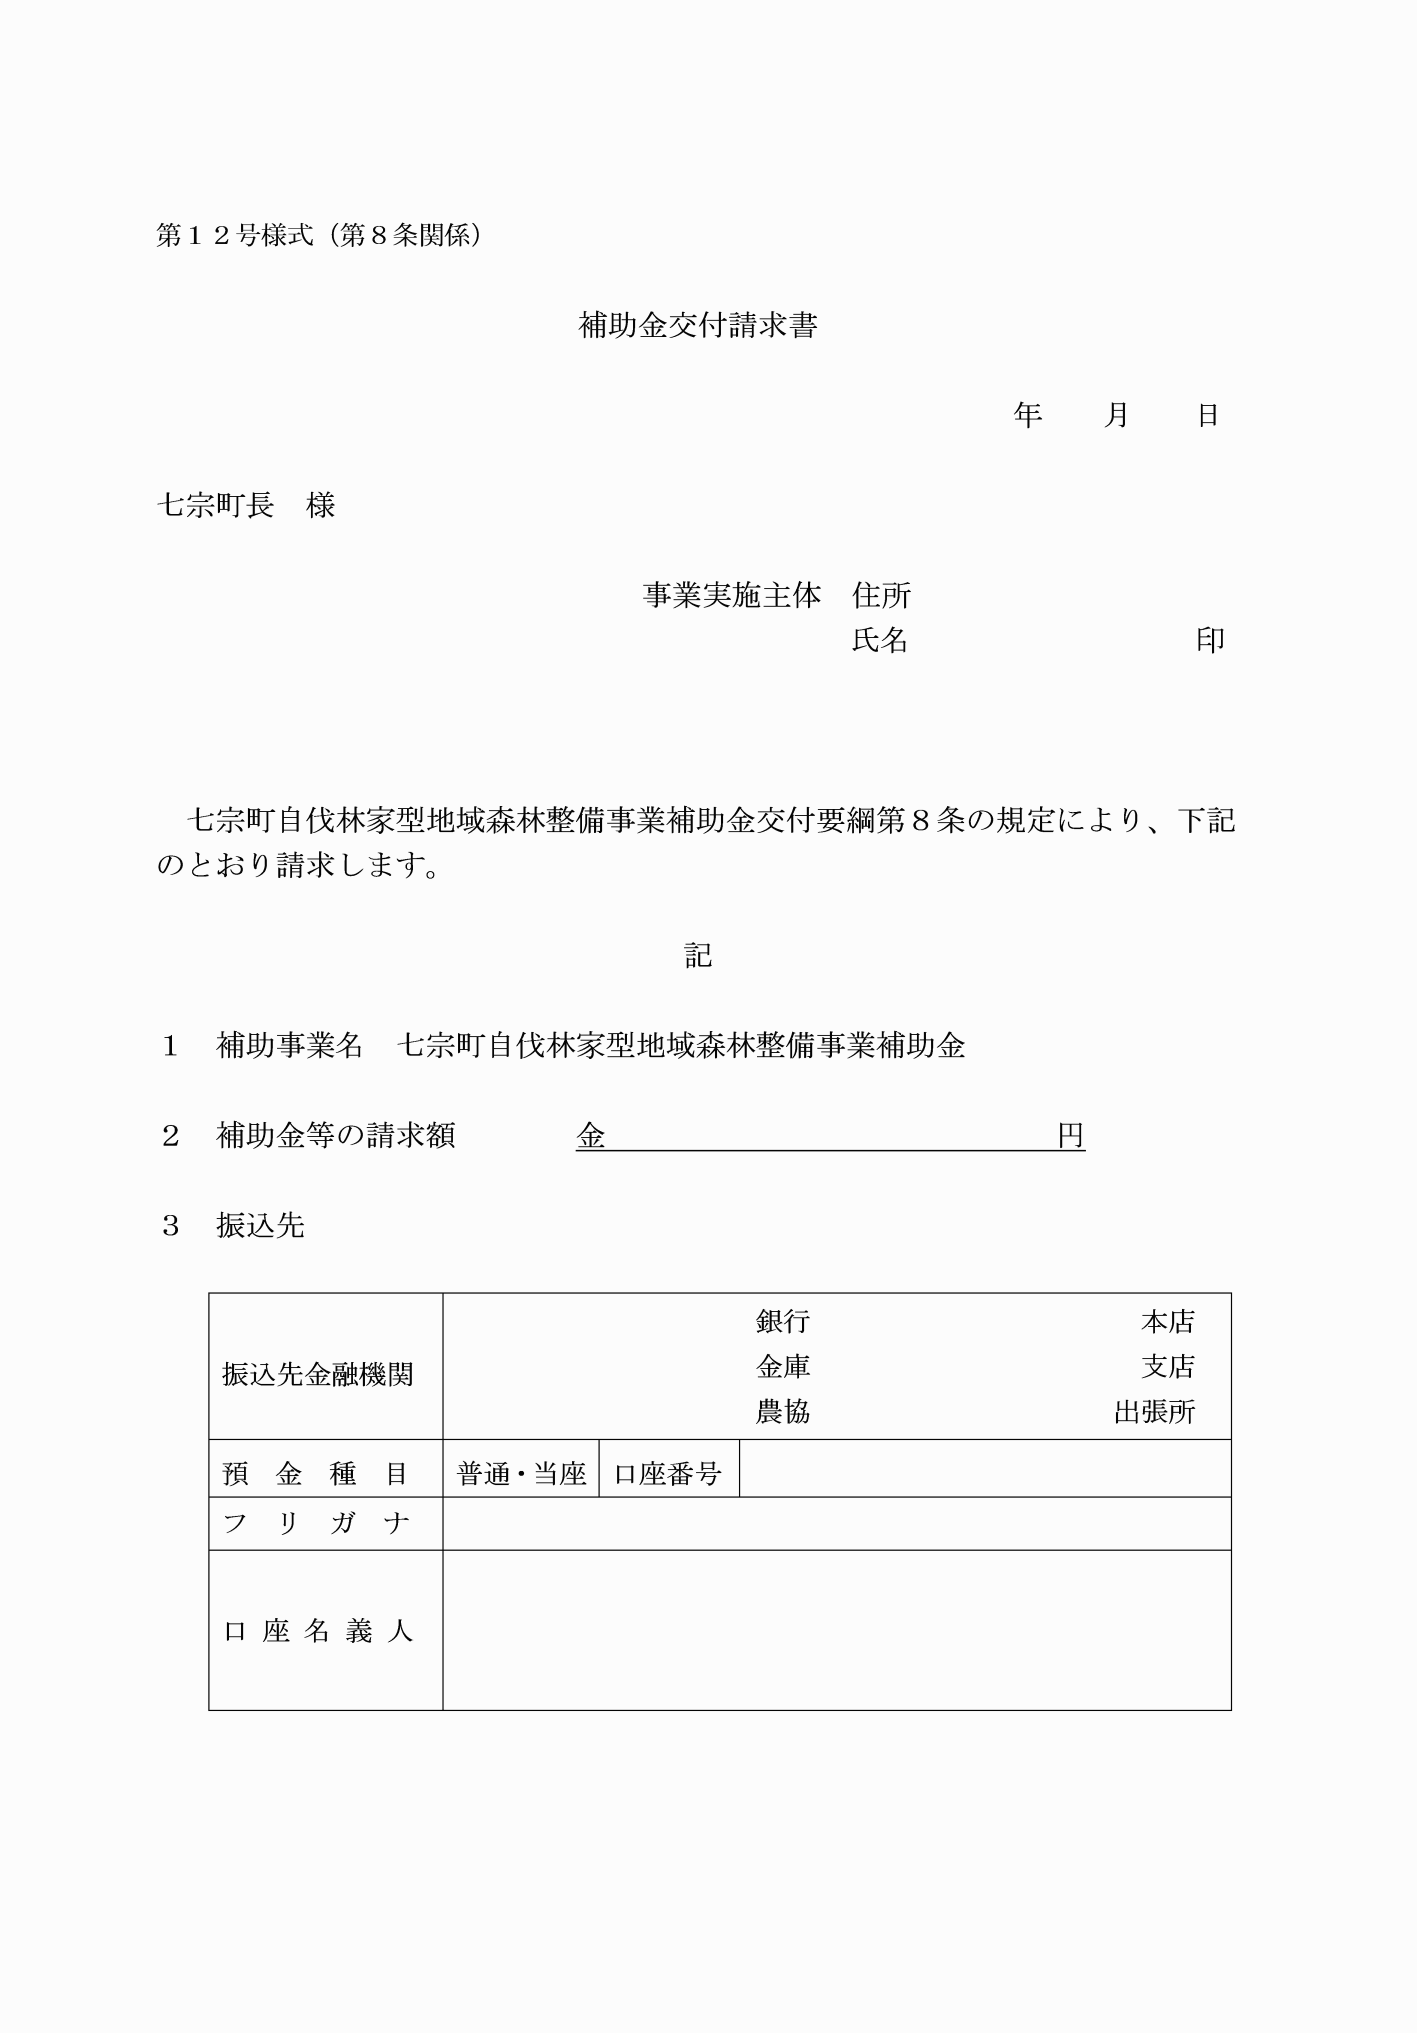 第１２号様式（第８条関係）
補助金交付請求書
年　　月　　日
七宗町長　様
事業実施主体　住所
氏名　　　　　　　　　印
七宗町自伐林家型地域森林整備事業補助金交付要綱第８条の規定により、下記
のとおり請求します。
記
１　補助事業名　七宗町自伐林家型地域森林整備事業補助金
２　補助金等の請求額　　　　金　　　　　　　　　　　　　　　円
３　振込先
銀行　　　　　　　　　　　　本店
振込先金融機関　金庫　　　　　　　　　　　　支店
農協　　　　　　　　　　　出張所
預　金　種　目　普通・当座　口座番号
フ　リ　ガ　ナ
口 座 名 義 人